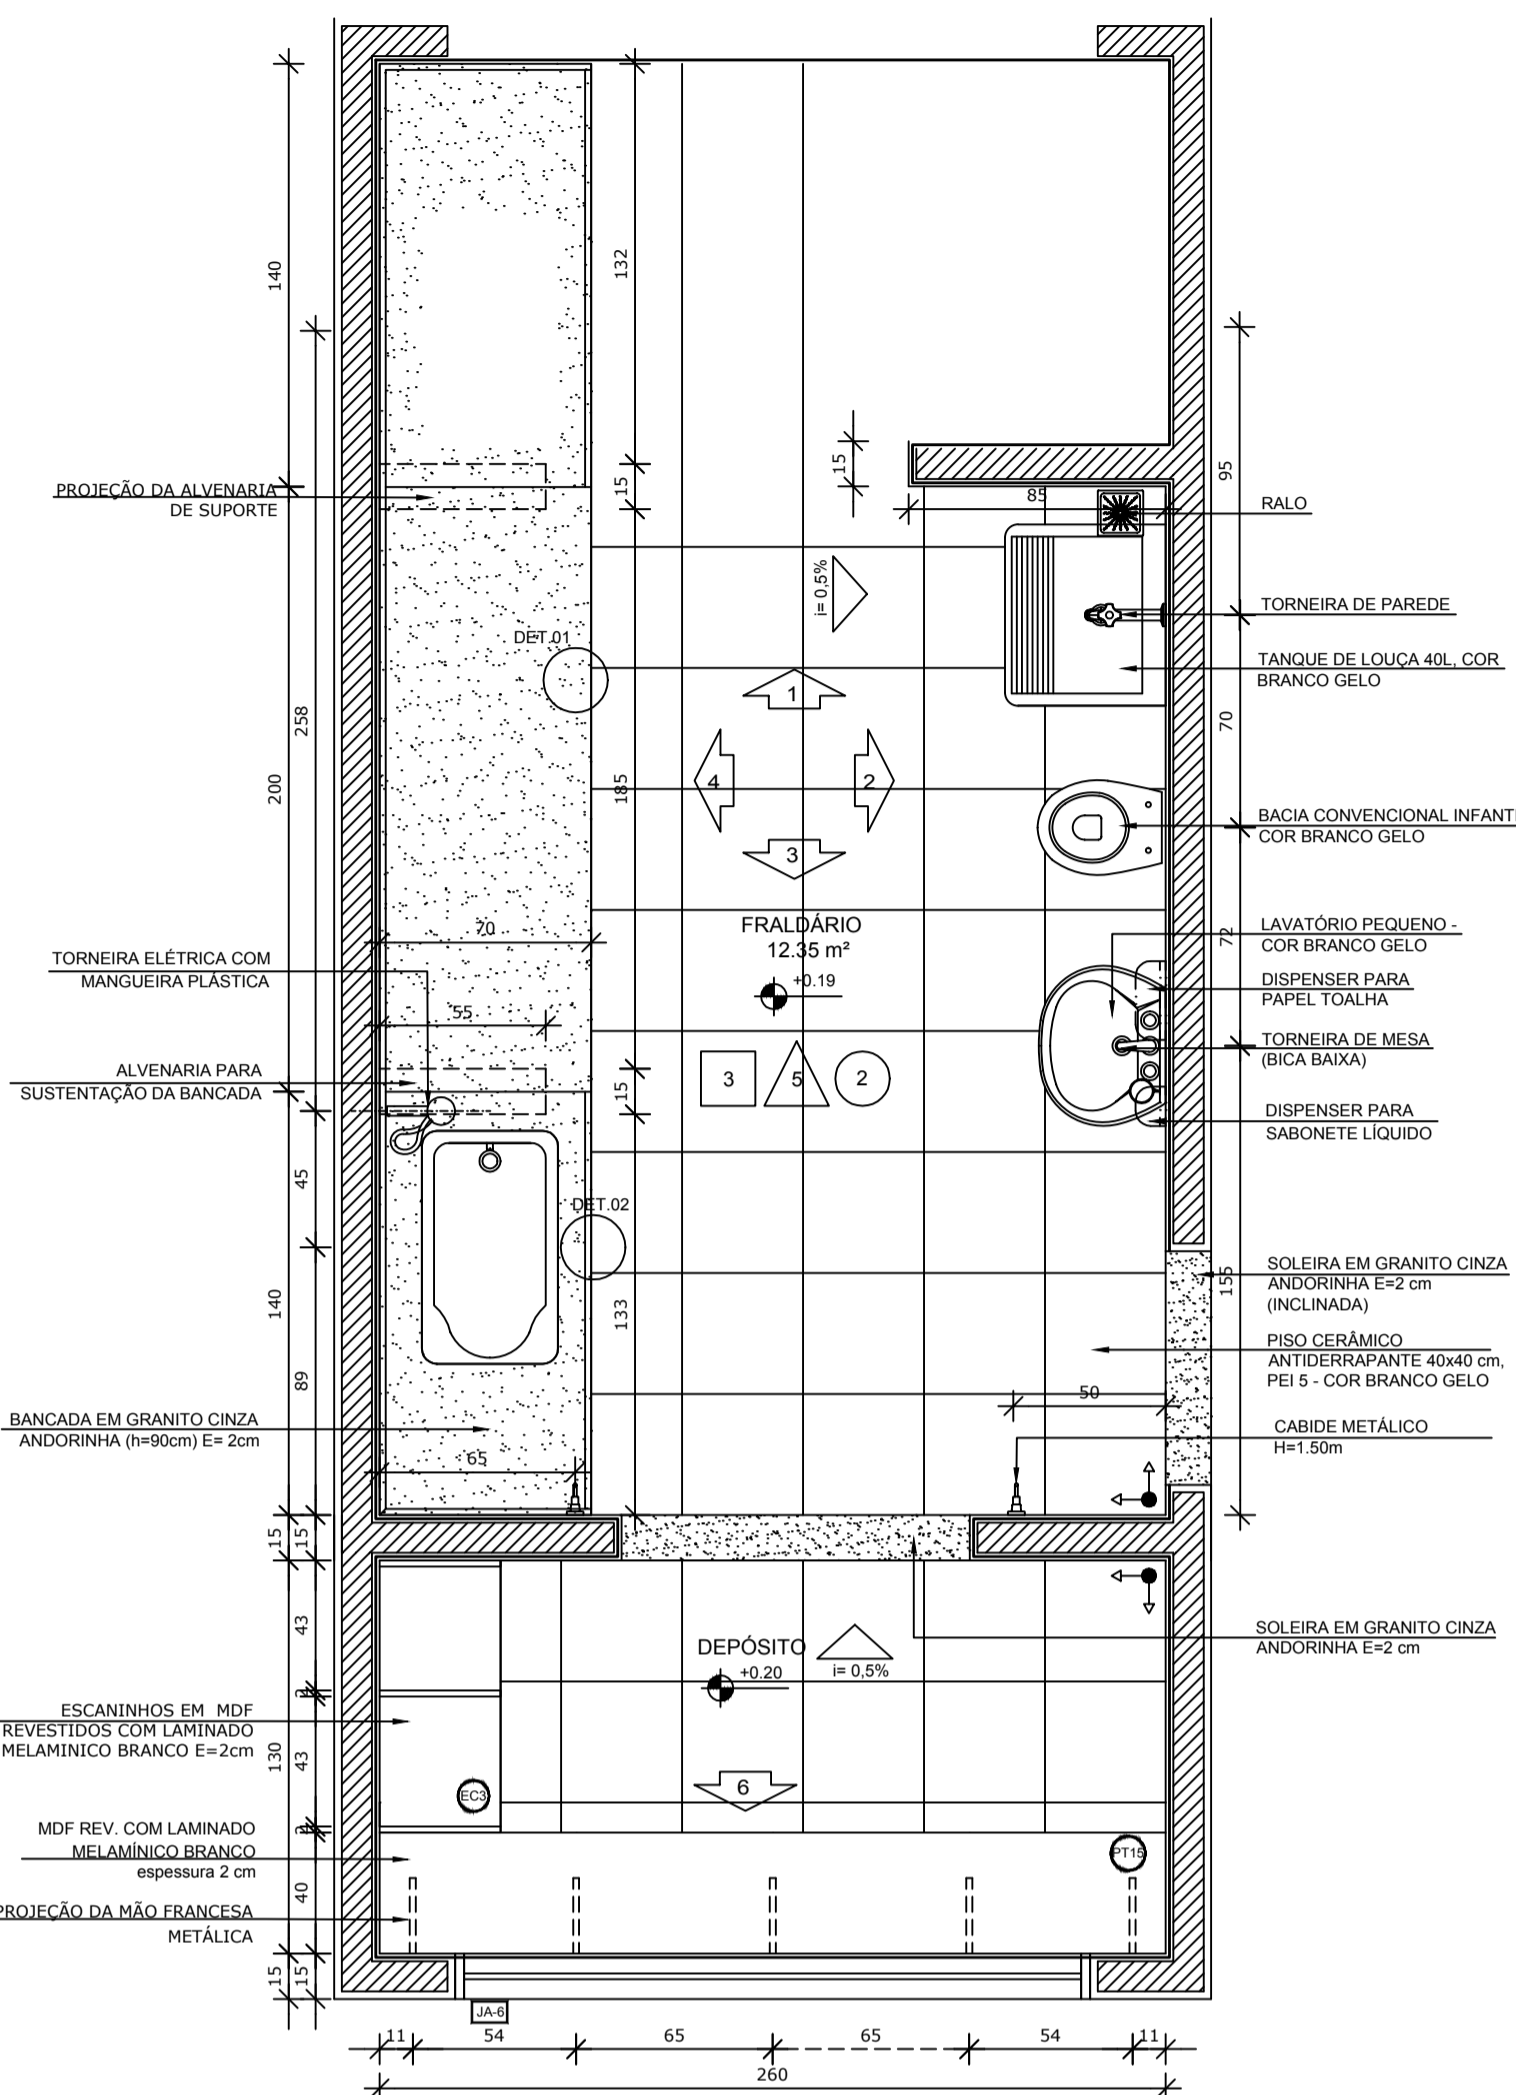 140
132
PROJEÇÃO DA ALVENARIA
DE SUPORTE
15
15
85
95
RALO
i= 0,5%
TORNEIRA DE PAREDE
DET.01
TANQUE DE LOUÇA 40L, COR
BRANCO GELO
1
258
200
185
4
2
70
3
BACIA CONVENCIONAL INFANTI
COR BRANCO GELO
FRALDÁRIO
12.35 m²
+0.19
70
72
LAVATÓRIO PEQUENO -
COR BRANCO GELO
TORNEIRA ELÉTRICA COM
MANGUEIRA PLÁSTICA
DISPENSER PARA
PAPEL TOALHA
55
TORNEIRA DE MESA
(BICA BAIXA)
ALVENARIA PARA
SUSTENTAÇÃO DA BANCADA
15
3
5
2
DISPENSER PARA
SABONETE LÍQUIDO
45
DET.02
140
133
155
SOLEIRA EM GRANITO CINZA
ANDORINHA E=2 cm
(INCLINADA)
PISO CERÂMICO
ANTIDERRAPANTE 40x40 cm,
PEI 5 - COR BRANCO GELO
89
50
BANCADA EM GRANITO CINZA
ANDORINHA (h=90cm) E= 2cm
CABIDE METÁLICO
H=1.50m
65
15
15
43
DEPÓSITO
+0.20
i= 0,5%
SOLEIRA EM GRANITO CINZA
ANDORINHA E=2 cm
2
ESCANINHOS EM MDF
REVESTIDOS COM LAMINADO
MELAMINICO BRANCO E=2cm
130
43
EC3
6
2
MDF REV. COM LAMINADO
MELAMÍNICO BRANCO
espessura 2 cm
PT15
40
PROJEÇÃO DA MÃO FRANCESA
METÁLICA
15
15
JA-6
11
54
65
65
54
11
260